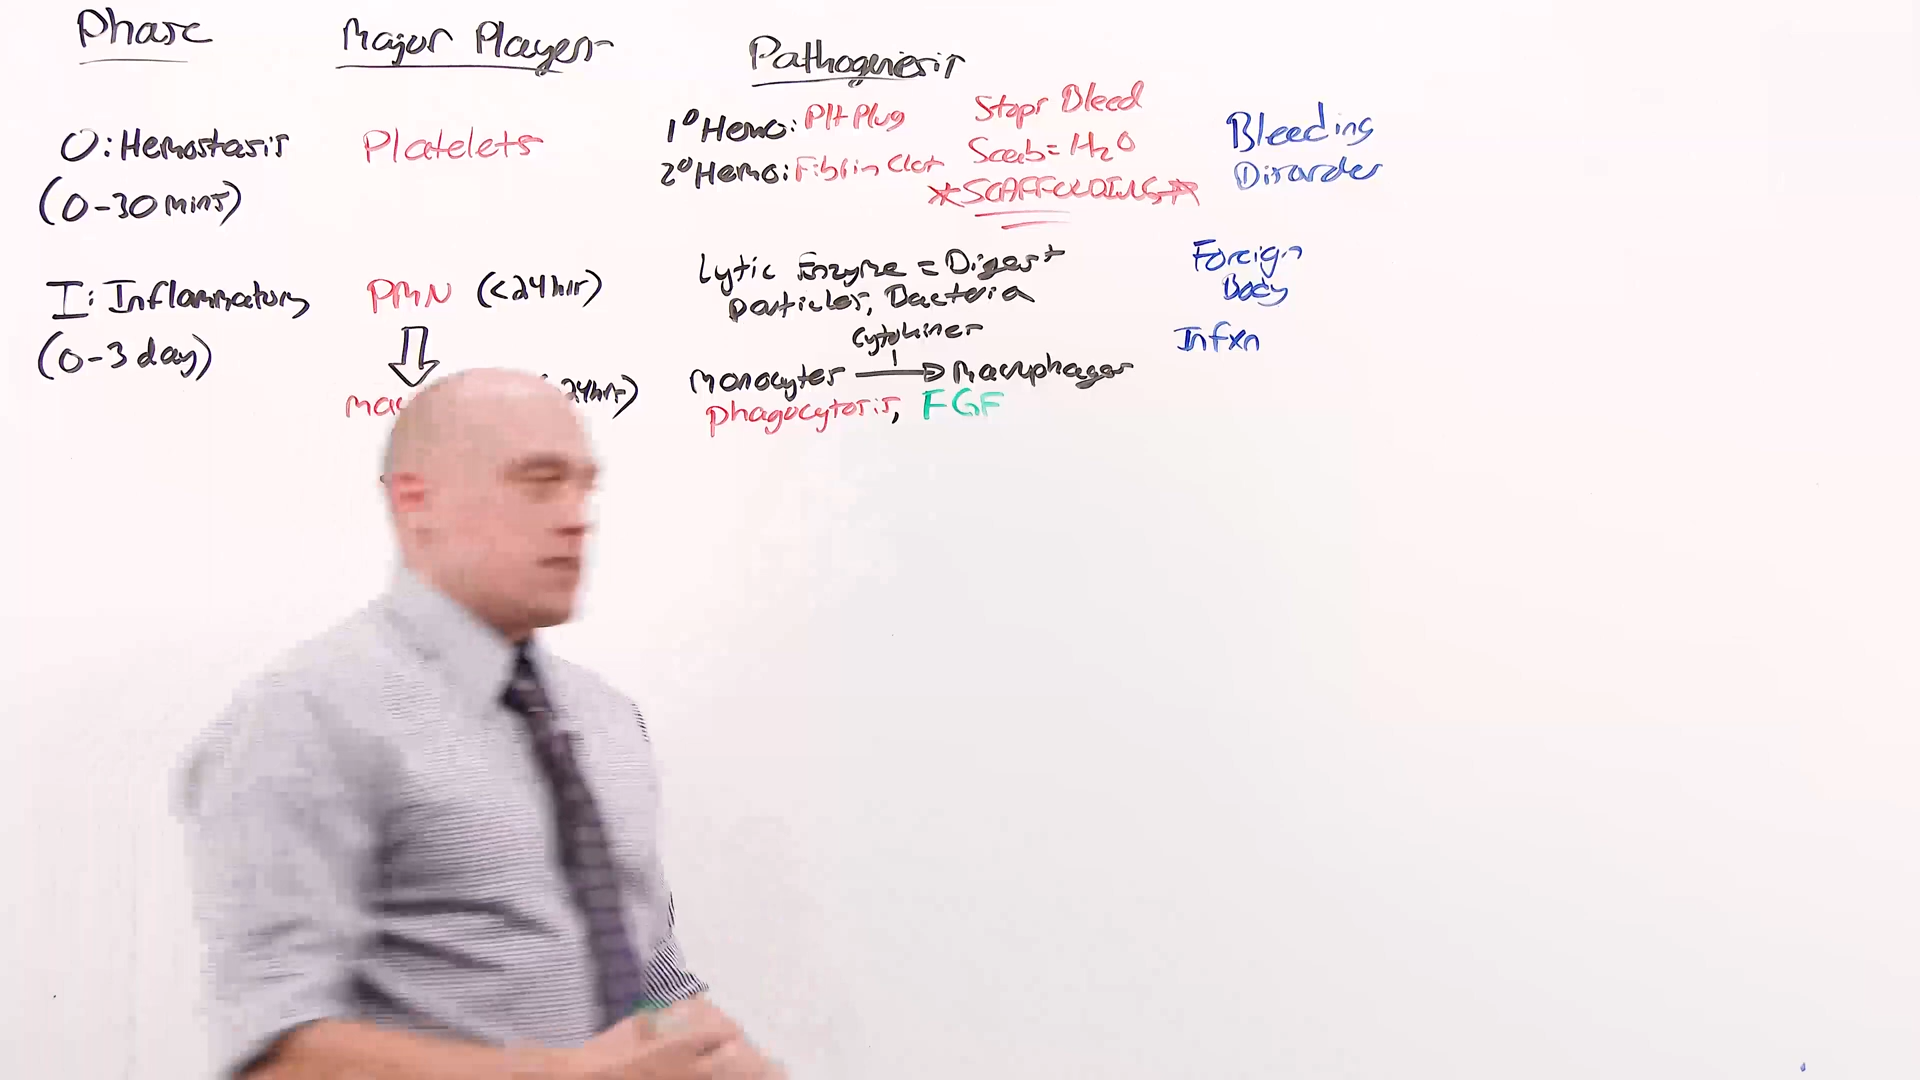 Phase
Major Players
Pathogenesis
0: Hemostasis
(0-30 mins)
Platelets
1° Hemo: Plt Plug
2° Hemo: Fibrin Clot
Stops Bleed
Scab = H2O
*SCAFFOLDING*
Bleeding
Disorder
I: Inflammatory
(0-3 day)
PMN (<24hr)
24hr)
Lytic Enzyme = Digest
particles, Bacteria
cytokines
Monocytes → Macrophages
phagocytosis, FGF
Foreign
Body
Infxn